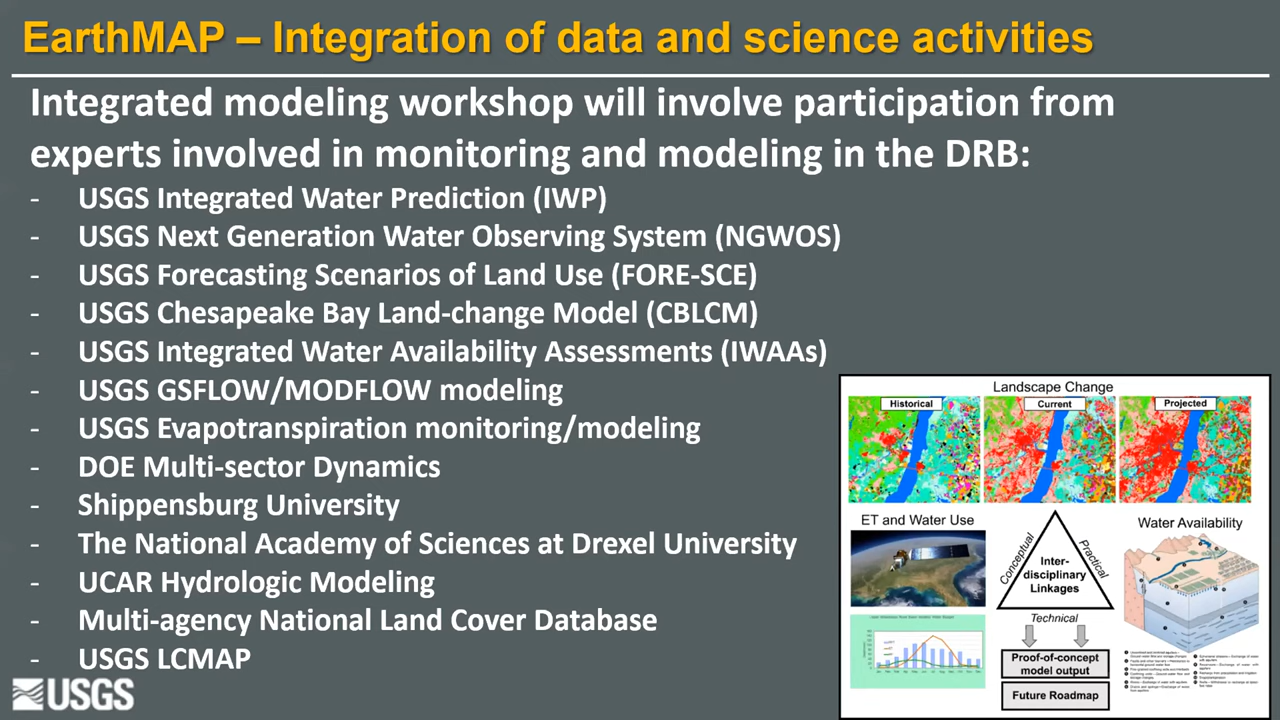 EarthMAP – Integration of data and science activities
Integrated modeling workshop will involve participation from
experts involved in monitoring and modeling in the DRB:
- USGS Integrated Water Prediction (IWP)
- USGS Next Generation Water Observing System (NGWOS)
- USGS Forecasting Scenarios of Land Use (FORE-SCE)
- USGS Chesapeake Bay Land-change Model (CBLCM)
- USGS Integrated Water Availability Assessments (IWAAs)
- USGS GSFLOW/MODFLOW modeling
- USGS Evapotranspiration monitoring/modeling
- DOE Multi-sector Dynamics
- Shippensburg University
- The National Academy of Sciences at Drexel University
- UCAR Hydrologic Modeling
- Multi-agency National Land Cover Database
- USGS LCMAP
USGS
Landscape Change
Historical
Current
Projected
ET and Water Use
Water Availability
Conceptual
Practical
Inter-
disciplinary
Linkages
Technical
Proof-of-concept
model output
Future Roadmap